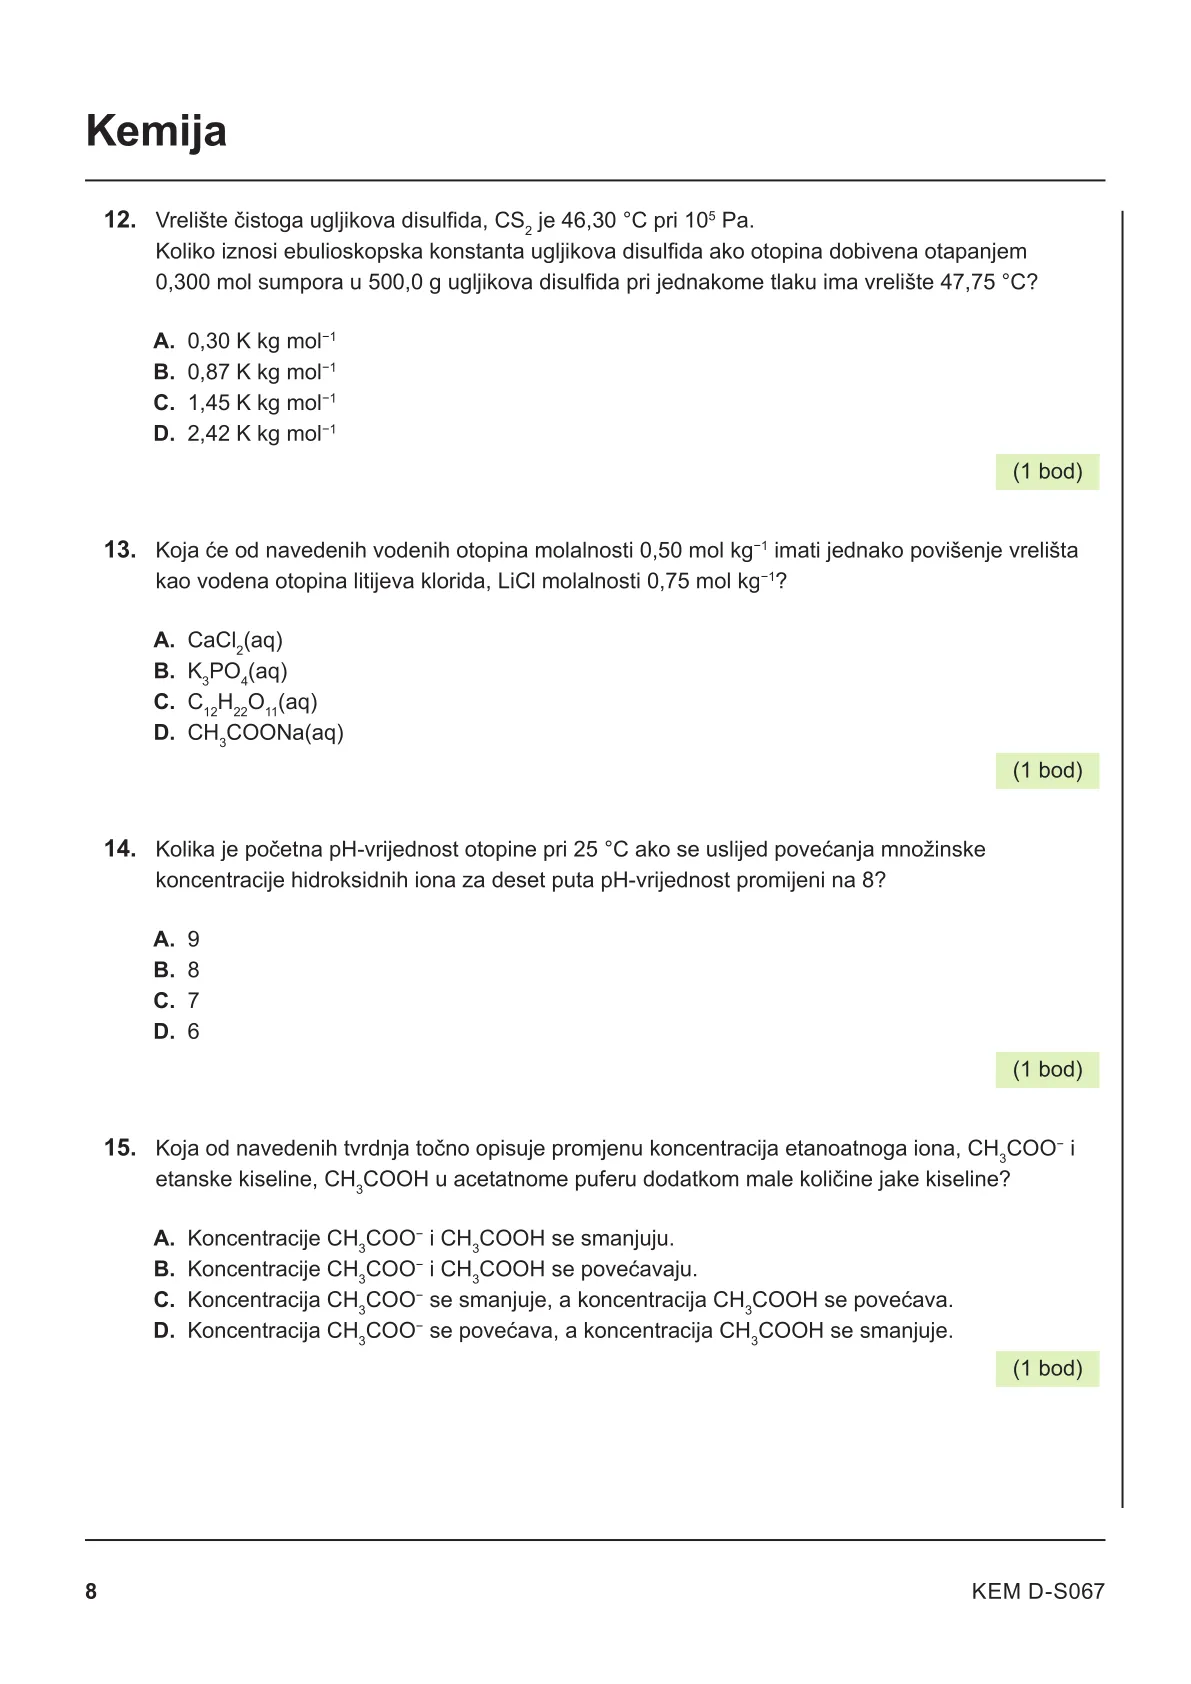 Kemija
12. Vrelište čistoga ugljikova disulfida, CS₂ je 46,30 °C pri 10⁵ Pa.
Koliko iznosi ebulioskopska konstanta ugljikova disulfida ako otopina dobivena otapanjem
0,300 mol sumpora u 500,0 g ugljikova disulfida pri jednakome tlaku ima vrelište 47,75 °C?
A. 0,30 K kg mol⁻¹
B. 0,87 K kg mol⁻¹
C. 1,45 K kg mol⁻¹
D. 2,42 K kg mol⁻¹
(1 bod)
13. Koja će od navedenih vodenih otopina molalnosti 0,50 mol kg⁻¹ imati jednako povišenje vrelišta
kao vodena otopina litijeva klorida, LiCl molalnosti 0,75 mol kg⁻¹?
A. CaCl₂(aq)
B. K₃PO₄(aq)
C. C₁₂H₂₂O₁₁(aq)
D. CH₃COONa(aq)
(1 bod)
14. Kolika je početna pH-vrijednost otopine pri 25 °C ako se uslijed povećanja množinske
koncentracije hidroksidnih iona za deset puta pH-vrijednost promijeni na 8?
A. 9
B. 8
C. 7
D. 6
(1 bod)
15. Koja od navedenih tvrdnja točno opisuje promjenu koncentracija etanoatnoga iona, CH₃COO⁻ i
etanske kiseline, CH₃COOH u acetatnome puferu dodatkom male količine jake kiseline?
A. Koncentracije CH₃COO⁻ i CH₃COOH se smanjuju.
B. Koncentracije CH₃COO⁻ i CH₃COOH se povećavaju.
C. Koncentracija CH₃COO⁻ se smanjuje, a koncentracija CH₃COOH se povećava.
D. Koncentracija CH₃COO⁻ se povećava, a koncentracija CH₃COOH se smanjuje.
(1 bod)
8 KEM D-S067